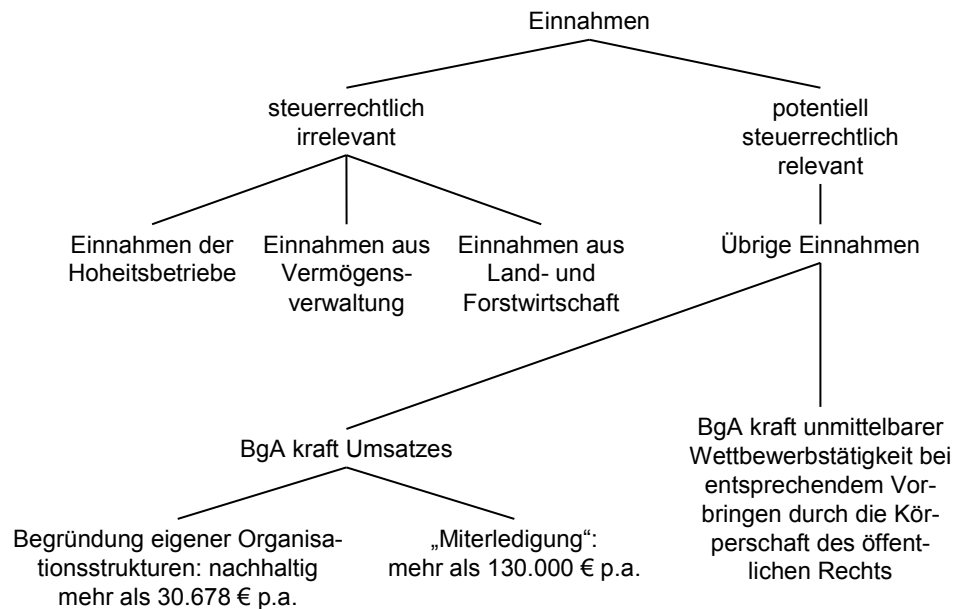 Einnahmen
steuerrechtlich
irrelevant
potentiell
steuerrechtlich
relevant
Einnahmen der
Hoheitsbetriebe
Einnahmen aus
Vermögens-
verwaltung
Einnahmen aus
Land- und
Forstwirtschaft
Übrige Einnahmen
BgA kraft Umsatzes
BgA kraft unmittelbarer
Wettbewerbstätigkeit bei
entsprechendem Vor-
bringen durch die Kör-
perschaft des öffent-
lichen Rechts
Begründung eigener Organisa-
tionsstrukturen: nachhaltig
mehr als 30.678 € p.a.
„Miterledigung“:
mehr als 130.000 € p.a.